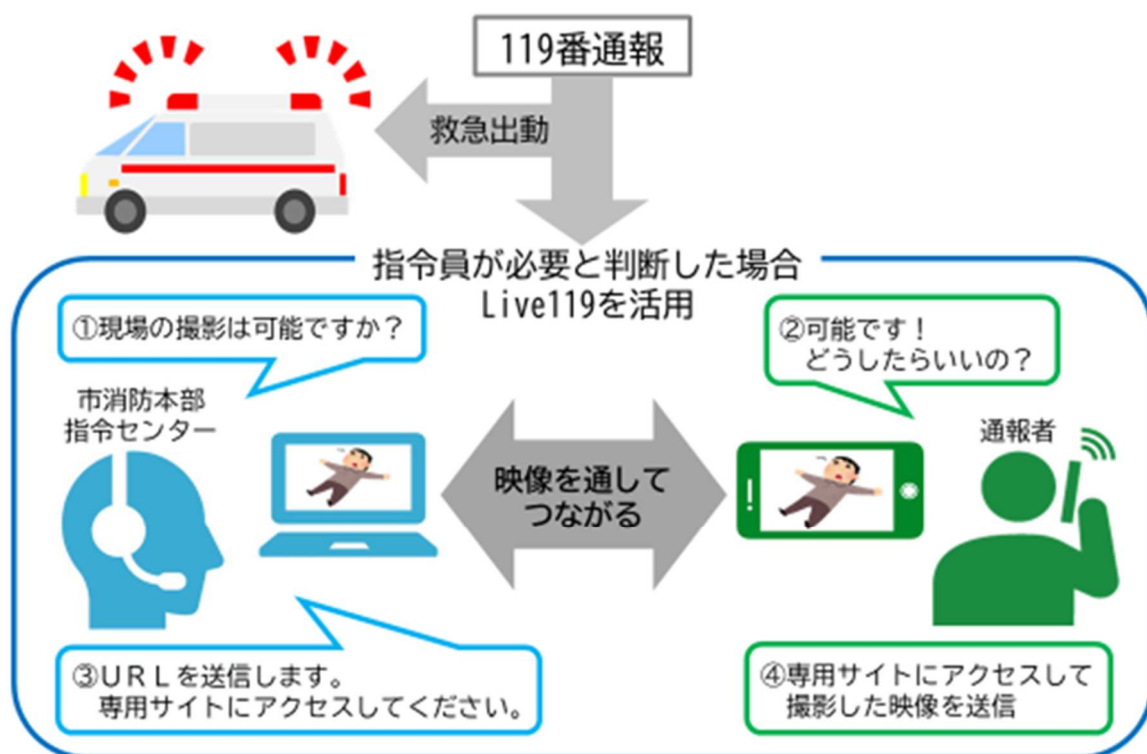 119番通報
救急出動
指令員が必要と判断した場合
Live119を活用
①現場の撮影は可能ですか？
②可能です！
どうしたらいいの？
市消防本部
指令センター
通報者
映像を通して
つながる
③ＵＲＬを送信します。
専用サイトにアクセスしてください。
④専用サイトにアクセスして
撮影した映像を送信